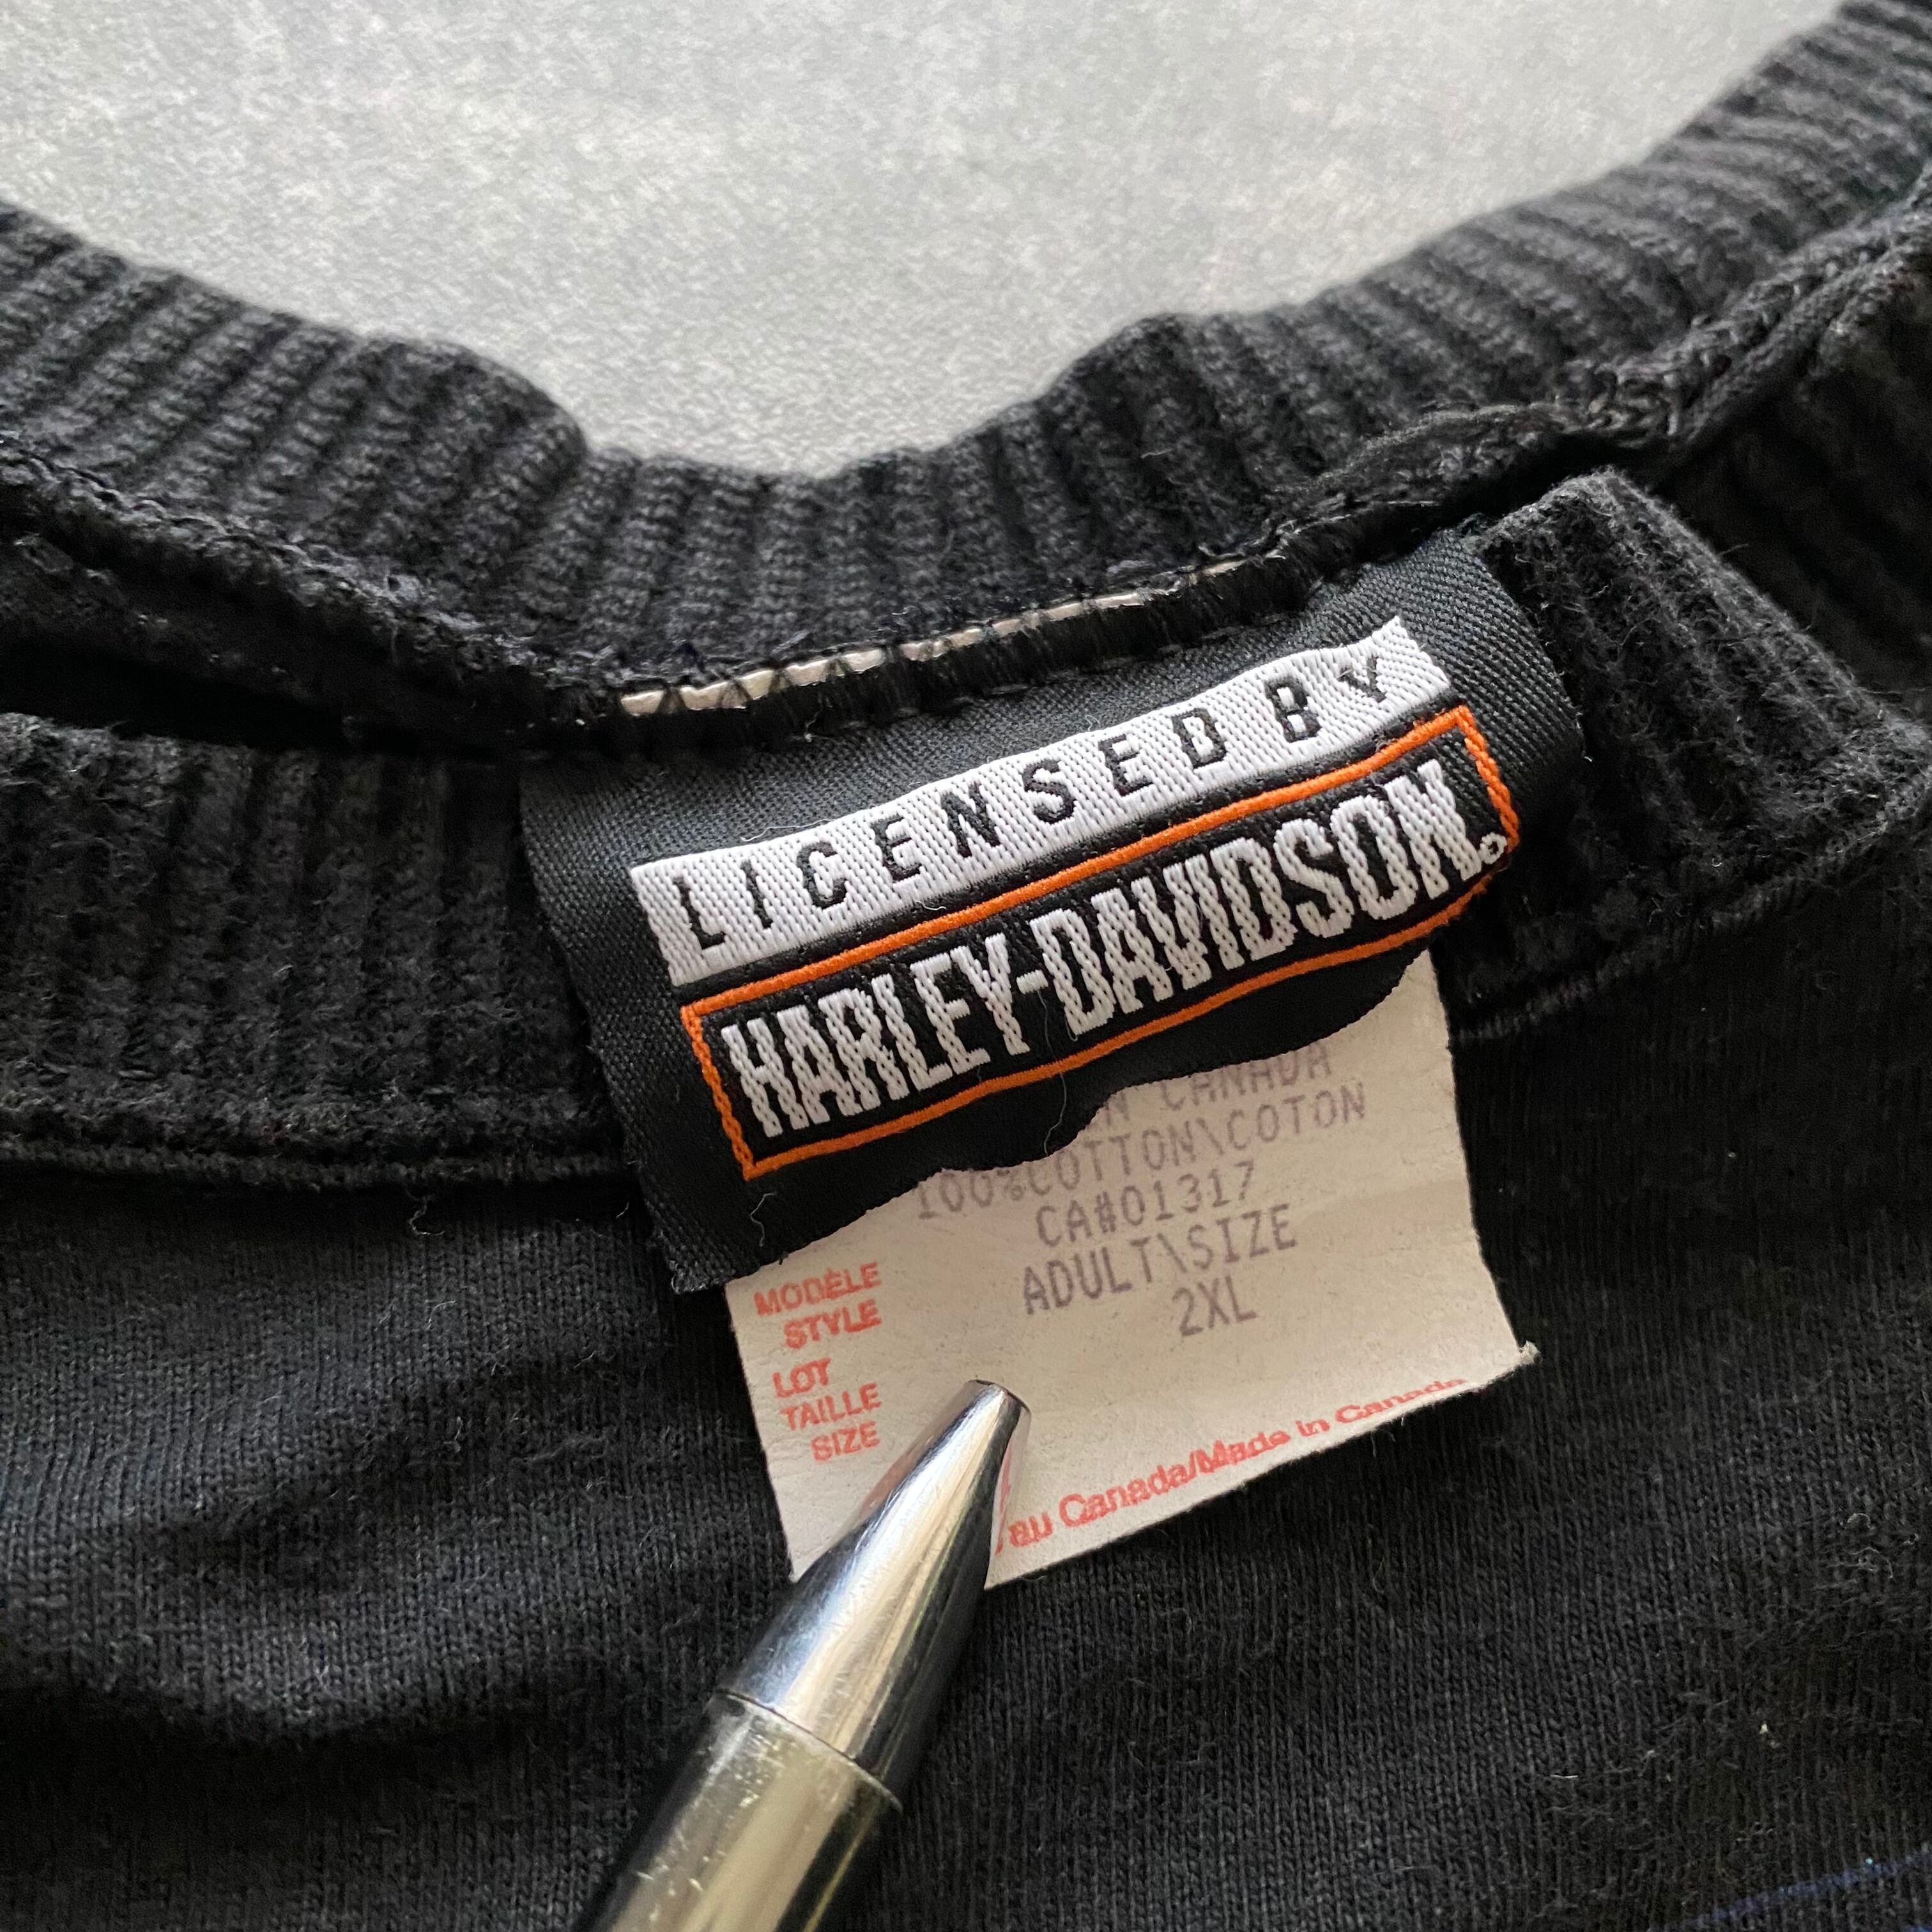 LICENSED BY
HARLEY-DAVIDSON®
N CANADA
100%COTTON\COTON
CA#01317
ADULT\SIZE
2XL
MODÈLE
STYLE
LOT
TAILLE
SIZE
au Canada/Made in Canada